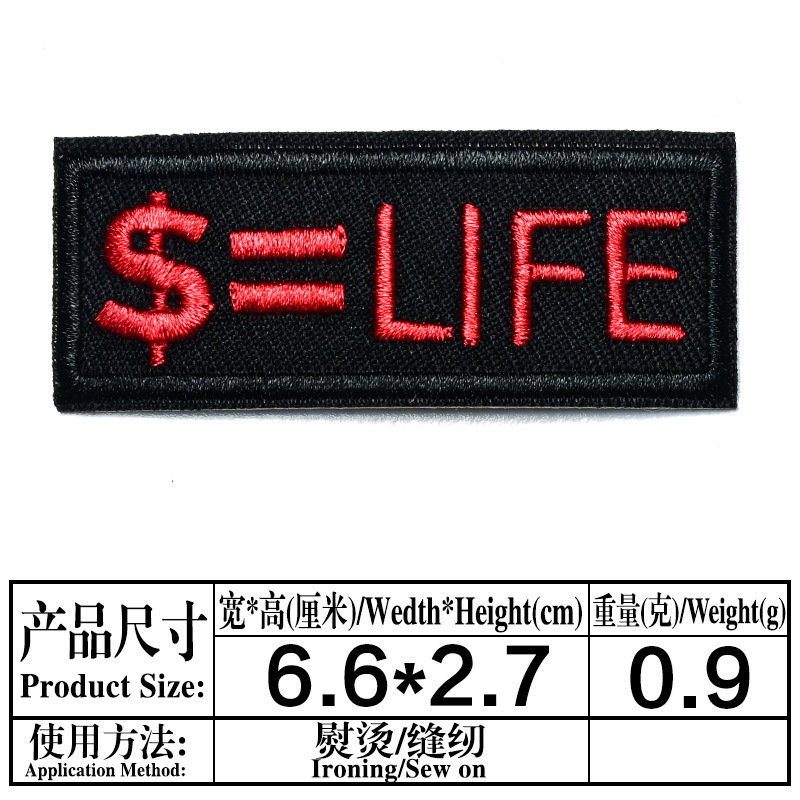 $=LIFE
产品尺寸
Product Size:
宽*高(厘米)/Wedth*Height(cm)
6.6*2.7
重量(克)/Weight(g)
0.9
使用方法:
Application Method:
熨烫/缝纫
Ironing/Sew on